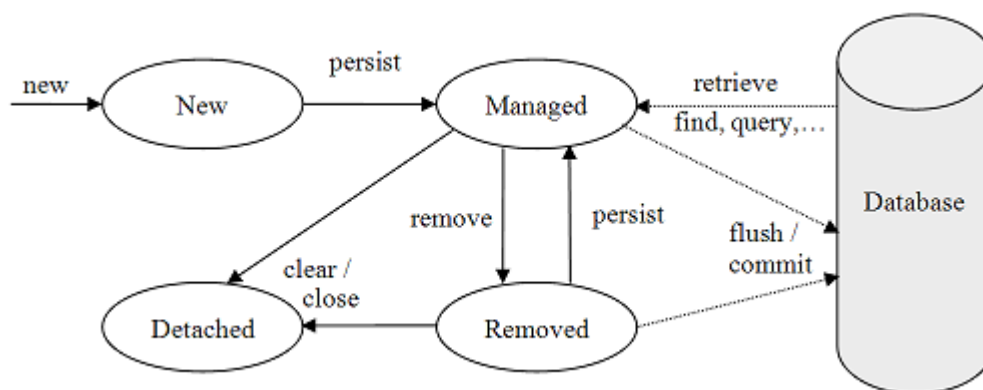 new
New
persist
Managed
retrieve
find, query,...
Database
remove
persist
flush /
commit
clear /
close
Detached
Removed